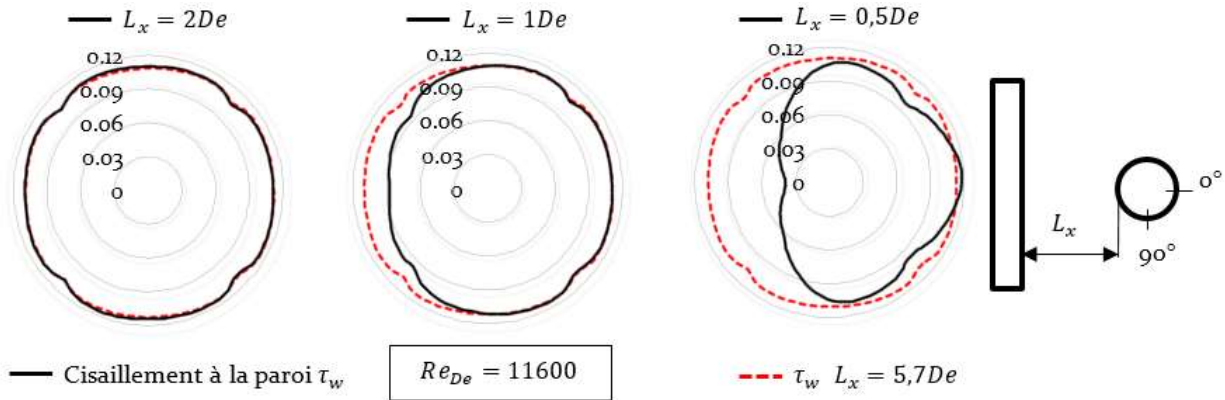 L_x = 2De
L_x = 1De
L_x = 0,5De
0.12
0.09
0.06
0.03
0
0.12
0.09
0.06
0.03
0
0.12
0.09
0.06
0.03
0
0°
L_x
90°
Cisaillement à la paroi τ_w
Re_{De} = 11600
τ_w L_x = 5,7De